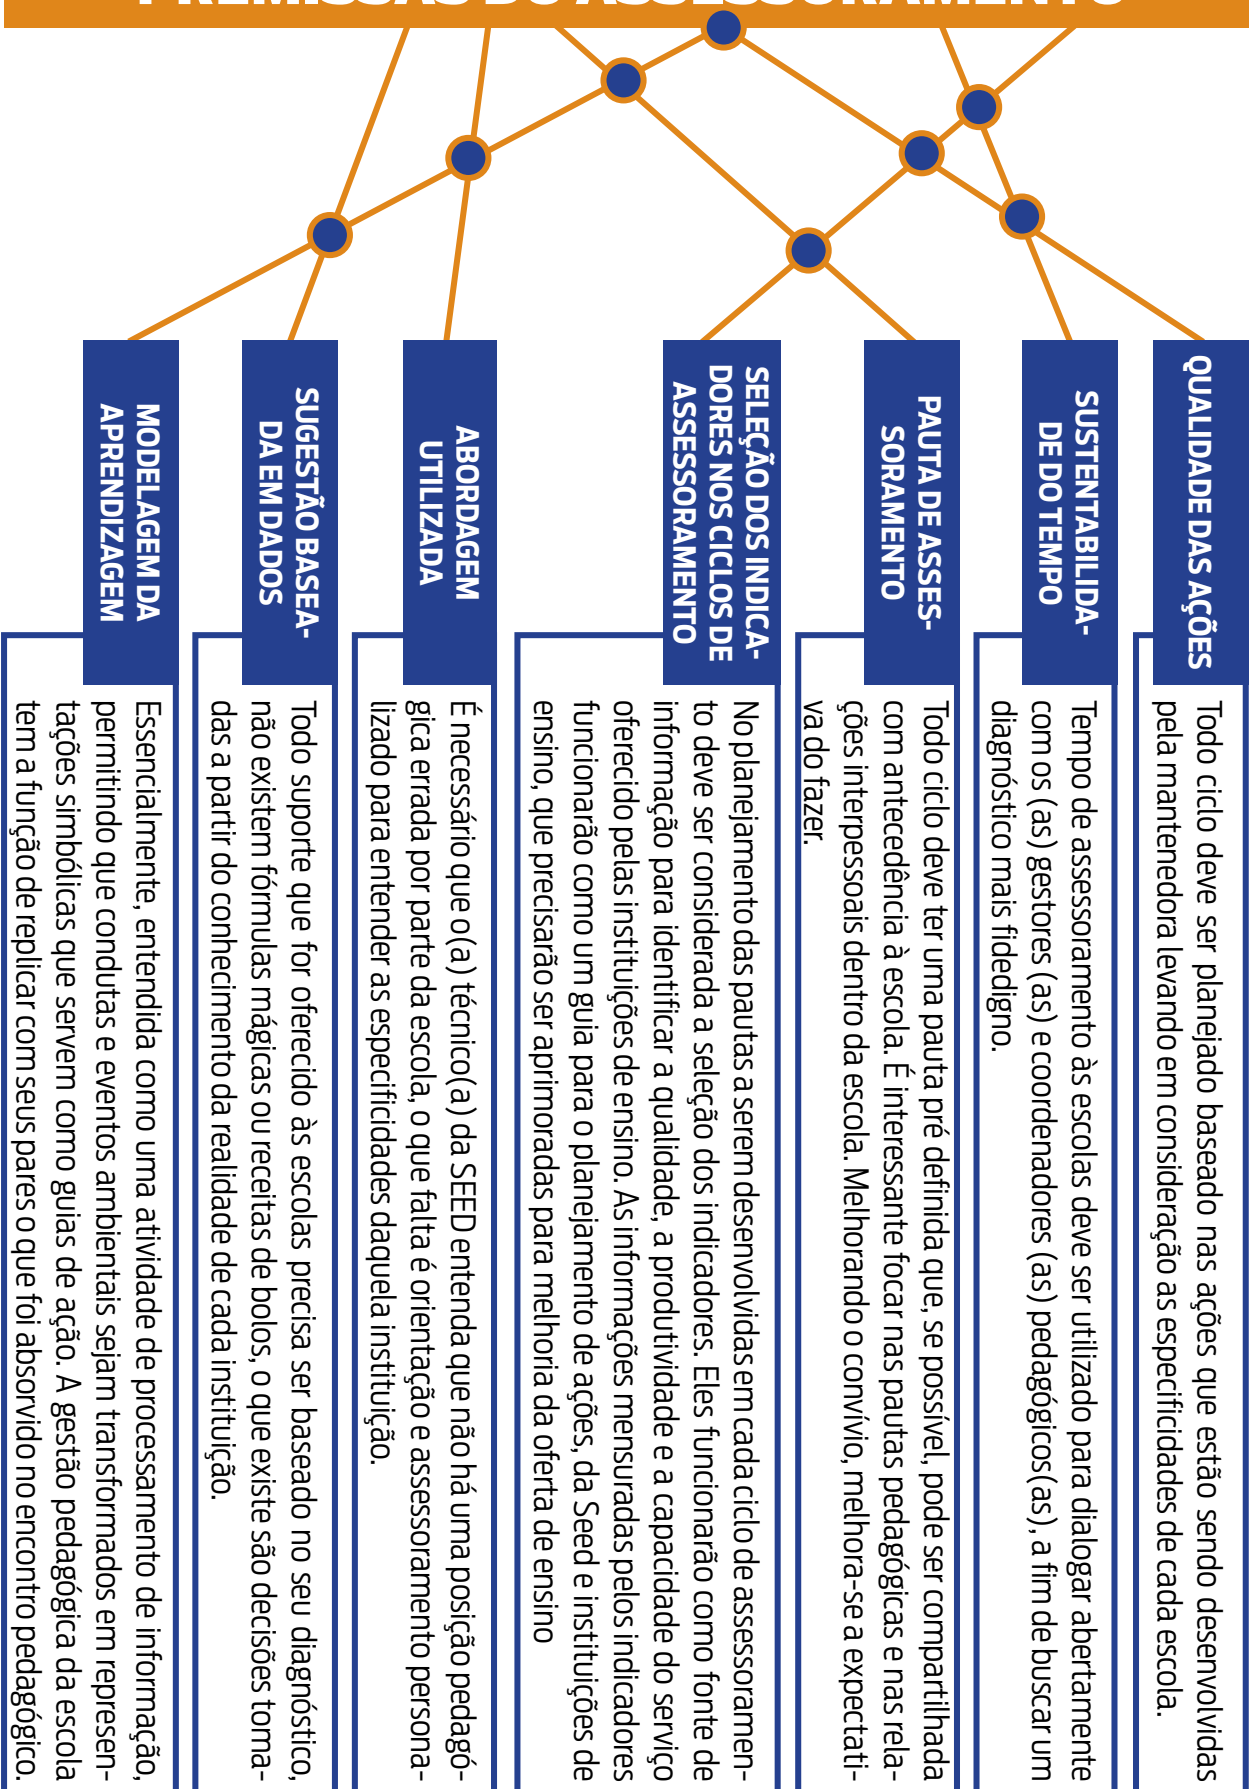 PREMISSAS DO ASSESSORAMENTO
QUALIDADE DAS AÇÕES
Todo ciclo deve ser planejado baseado nas ações que estão sendo desenvolvidas
pela mantenedora levando em consideração as especificidades de cada escola.
SUSTENTABILIDA-
DE DO TEMPO
Tempo de assessoramento às escolas deve ser utilizado para dialogar abertamente
com os (as) gestores (as) e coordenadores (as) pedagógicos(as), a fim de buscar um
diagnóstico mais fidedigno.
PAUTA DE ASSES-
SORAMENTO
Todo ciclo deve ter uma pauta pré definida que, se possível, pode ser compartilhada
com antecedência à escola. É interessante focar nas pautas pedagógicas e nas rela-
ções interpessoais dentro da escola. Melhorando o convívio, melhora-se a expectati-
va do fazer.
SELEÇÃO DOS INDICA-
DORES NOS CICLOS DE
ASSESSORAMENTO
No planejamento das pautas a serem desenvolvidas em cada ciclo de assessoramen-
to deve ser considerada a seleção dos indicadores. Eles funcionarão como fonte de
informação para identificar a qualidade, a produtividade e a capacidade do serviço
oferecido pelas instituições de ensino. As informações mensuradas pelos indicadores
funcionarão como um guia para o planejamento de ações, da Seed e instituições de
ensino, que precisarão ser aprimoradas para melhoria da oferta de ensino
ABORDAGEM
UTILIZADA
É necessário que o(a) técnico(a) da SEED entenda que não há uma posição pedagó-
gica errada por parte da escola, o que falta é orientação e assessoramento persona-
lizado para entender as especificidades daquela instituição.
SUGESTÃO BASEA-
DA EM DADOS
Todo suporte que for oferecido às escolas precisa ser baseado no seu diagnóstico,
não existem fórmulas mágicas ou receitas de bolos, o que existe são decisões toma-
das a partir do conhecimento da realidade de cada instituição.
MODELAGEM DA
APRENDIZAGEM
Essencialmente, entendida como uma atividade de processamento de informação,
permitindo que condutas e eventos ambientais sejam transformados em represen-
tações simbólicas que servem como guias de ação. A gestão pedagógica da escola
tem a função de replicar com seus pares o que foi absorvido no encontro pedagógico.